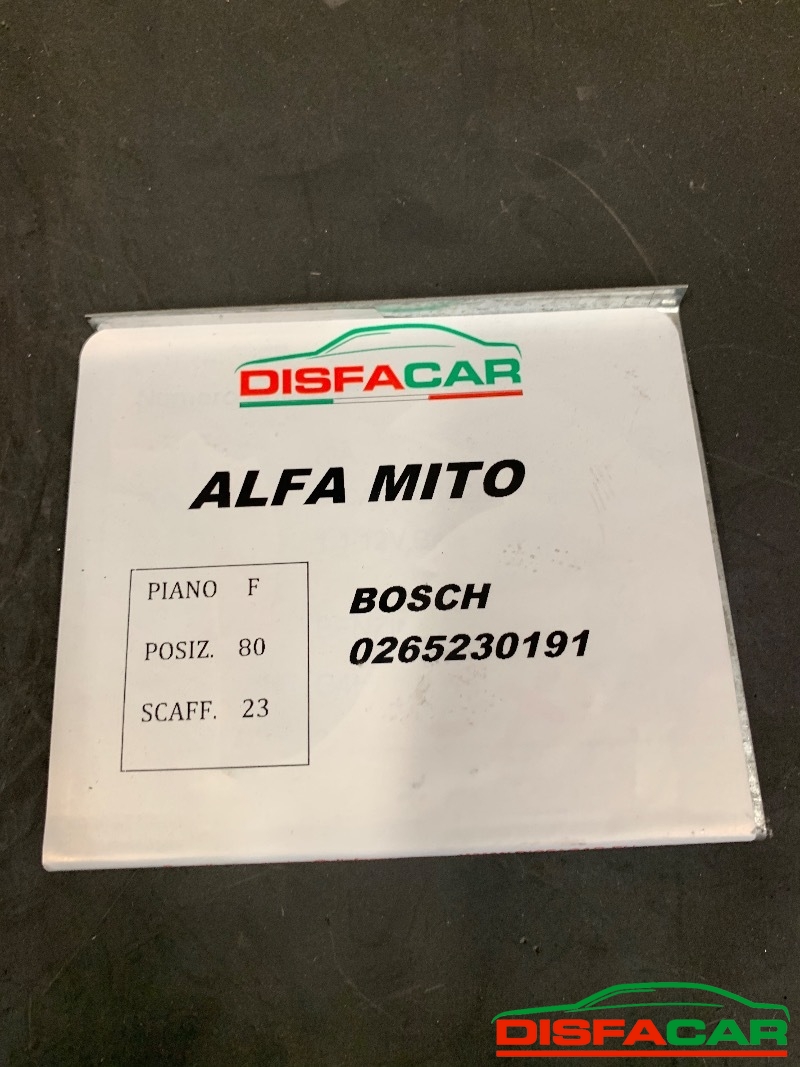 DISFACAR
ALFA MITO
PIANO F
POSIZ. 80
SCAFF. 23
BOSCH
0265230191
DISFACAR